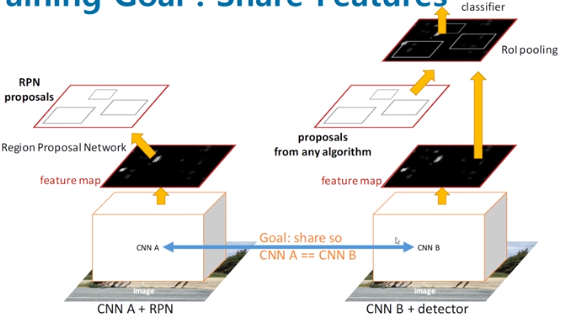 aining Goal : Share Features
classifier
RoI pooling
RPN
proposals
Region Proposal Network
feature map
CNN A
image
CNN A + RPN
Goal: share so
CNN A == CNN B
proposals
from any algorithm
feature map
CNN B
image
CNN B + detector